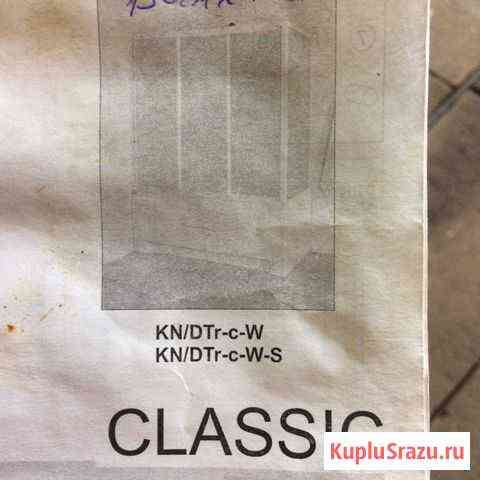 KN/DTr-c-W
KN/DTr-c-W-S
CLASSIC
KupluSrazu.ru